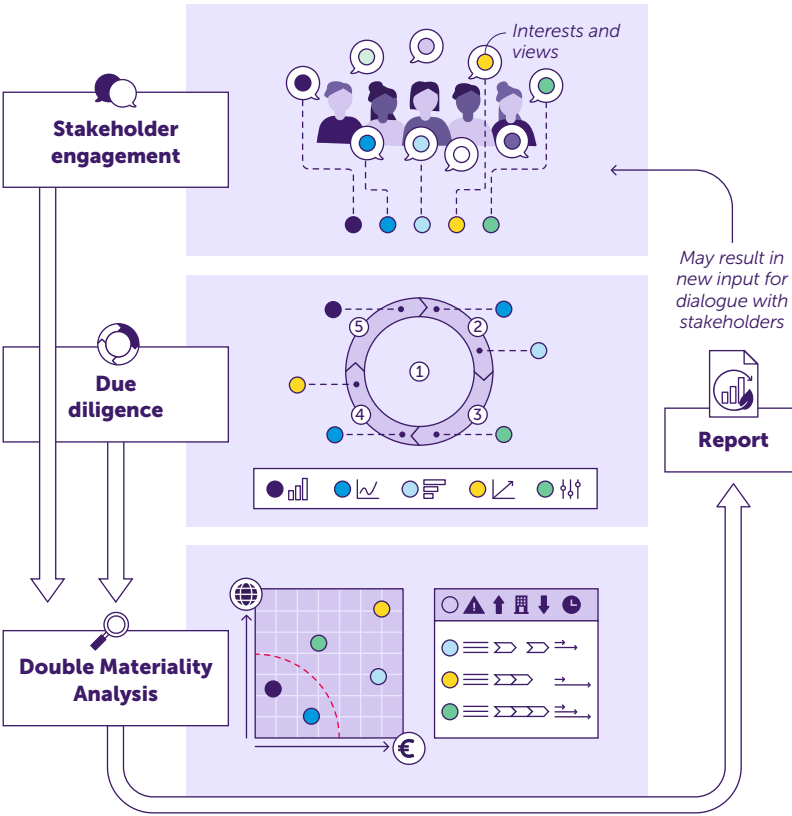 Interests and
views
Stakeholder
engagement
May result in
new input for
dialogue with
stakeholders
5
2
1
4
3
Due
diligence
Report
Double Materiality
Analysis
€